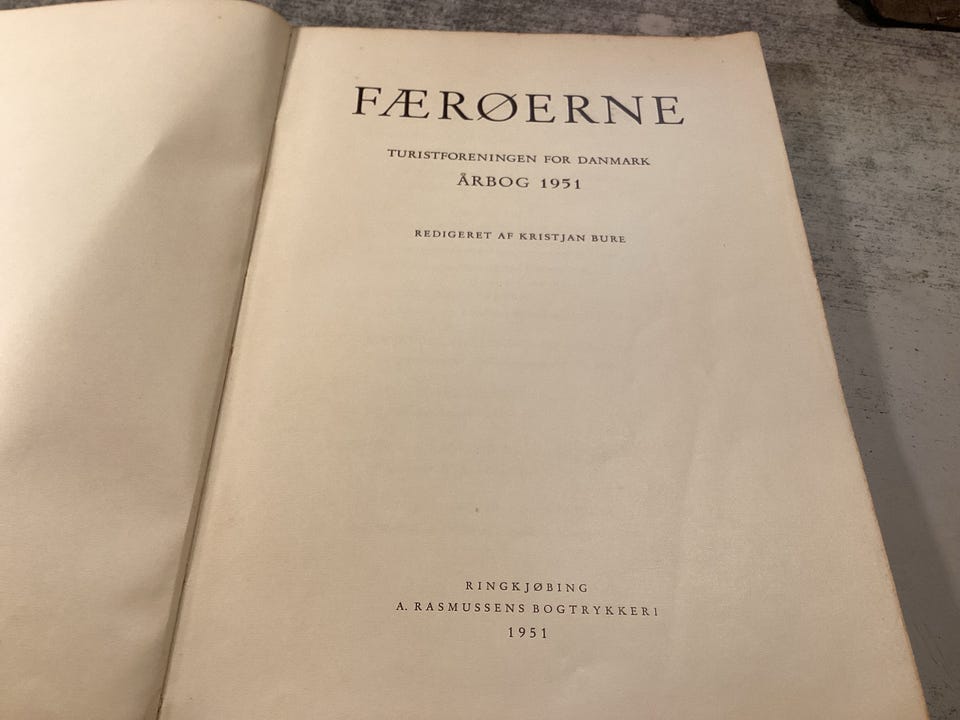 FÆRØERNE
TURISTFORENINGEN FOR DANMARK
ÅRBOG 1951
REDIGERET AF KRISTJAN BURE
RINGKJØBING
A. RASMUSSENS BOGTRYKKERI
1951